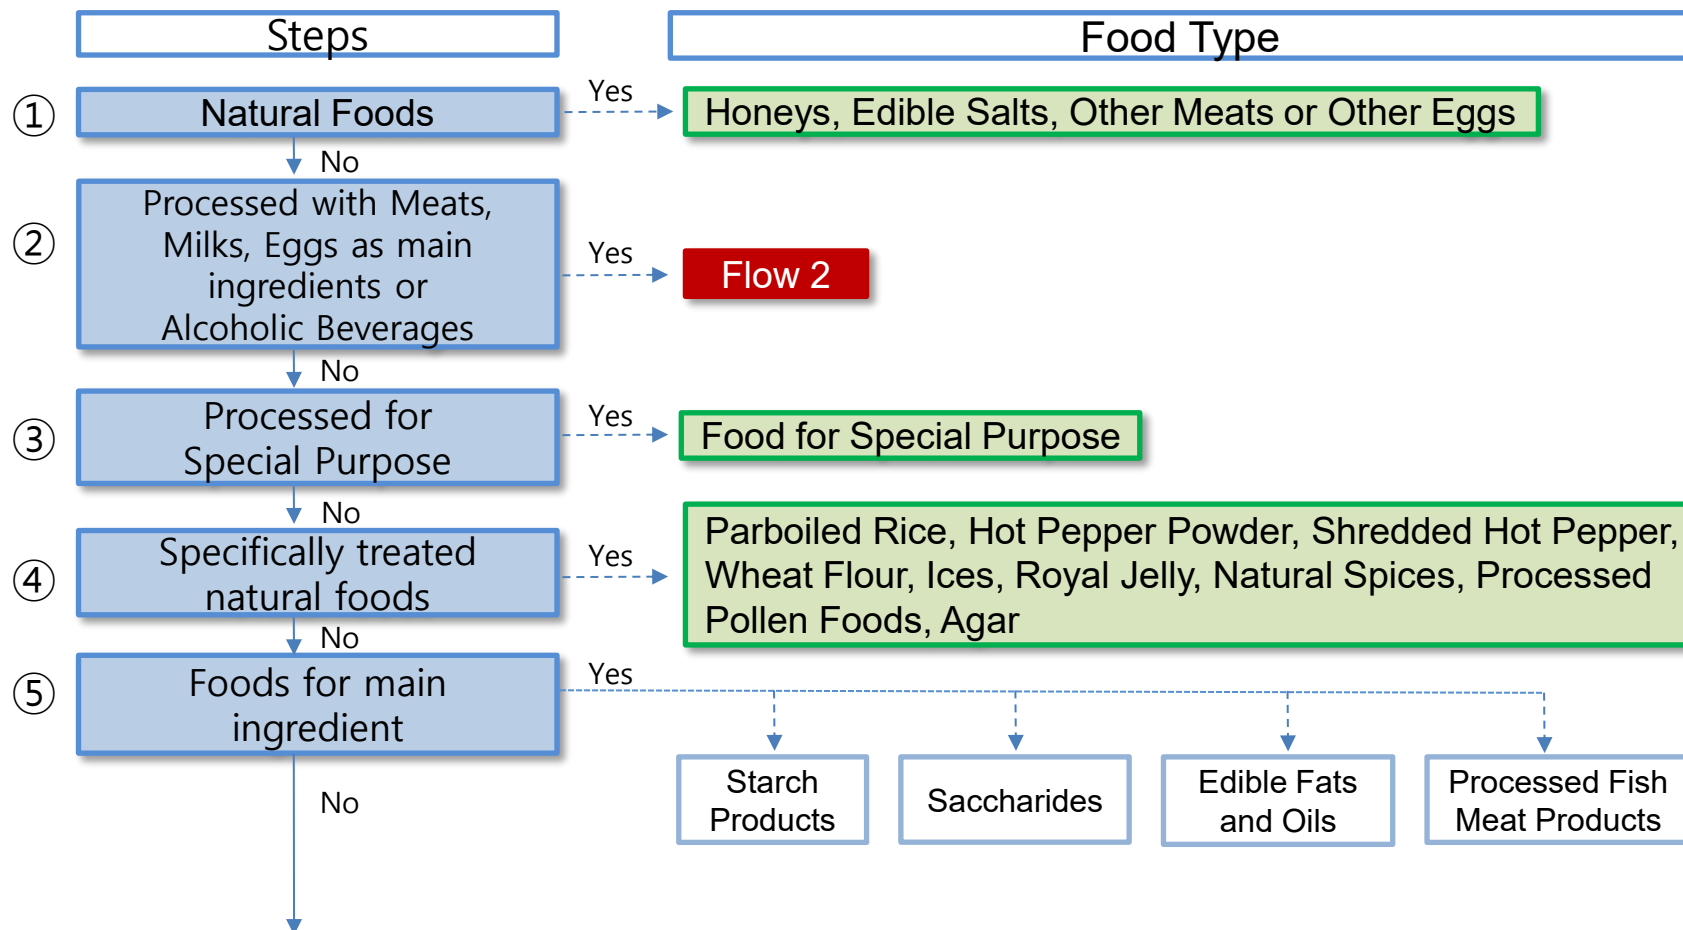 Steps
Food Type
①
Natural Foods
Yes
Honeys, Edible Salts, Other Meats or Other Eggs
No
②
Processed with Meats,
Milks, Eggs as main
ingredients or
Alcoholic Beverages
Yes
Flow 2
No
③
Processed for
Special Purpose
Yes
Food for Special Purpose
No
④
Specifically treated
natural foods
Yes
Parboiled Rice, Hot Pepper Powder, Shredded Hot Pepper,
Wheat Flour, Ices, Royal Jelly, Natural Spices, Processed
Pollen Foods, Agar
No
⑤
Foods for main
ingredient
Yes
Starch
Products
Saccharides
Edible Fats
and Oils
Processed Fish
Meat Products
No